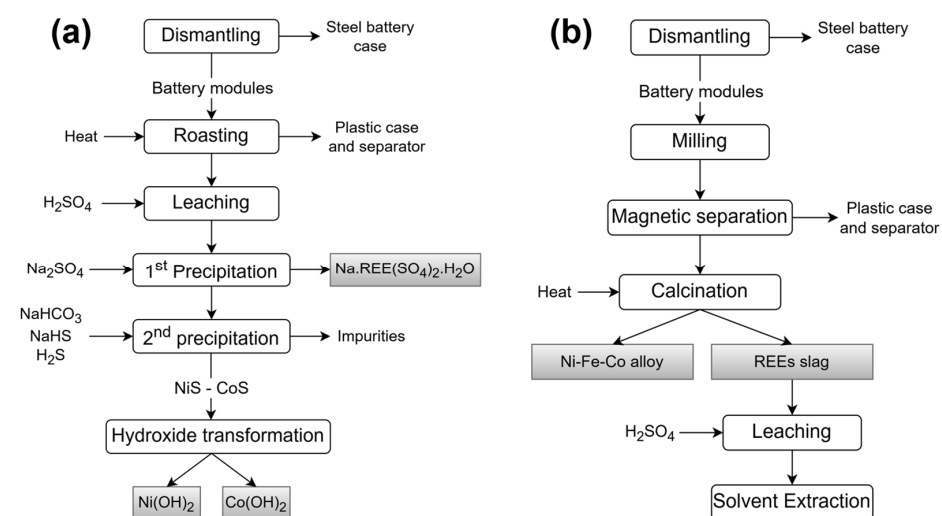 (a)
Dismantling
Steel battery
case
Battery modules
Heat
Roasting
Plastic case
and separator
H₂SO₄
Leaching
Na₂SO₄
1ˢᵗ Precipitation
Na.REE(SO₄)₂.H₂O
NaHCO₃
NaHS
H₂S
2ⁿᵈ precipitation
Impurities
NiS - CoS
Hydroxide transformation
Ni(OH)₂
Co(OH)₂
(b)
Dismantling
Steel battery
case
Battery modules
Milling
Magnetic separation
Plastic case
and separator
Heat
Calcination
Ni-Fe-Co alloy
REEs slag
H₂SO₄
Leaching
Solvent Extraction